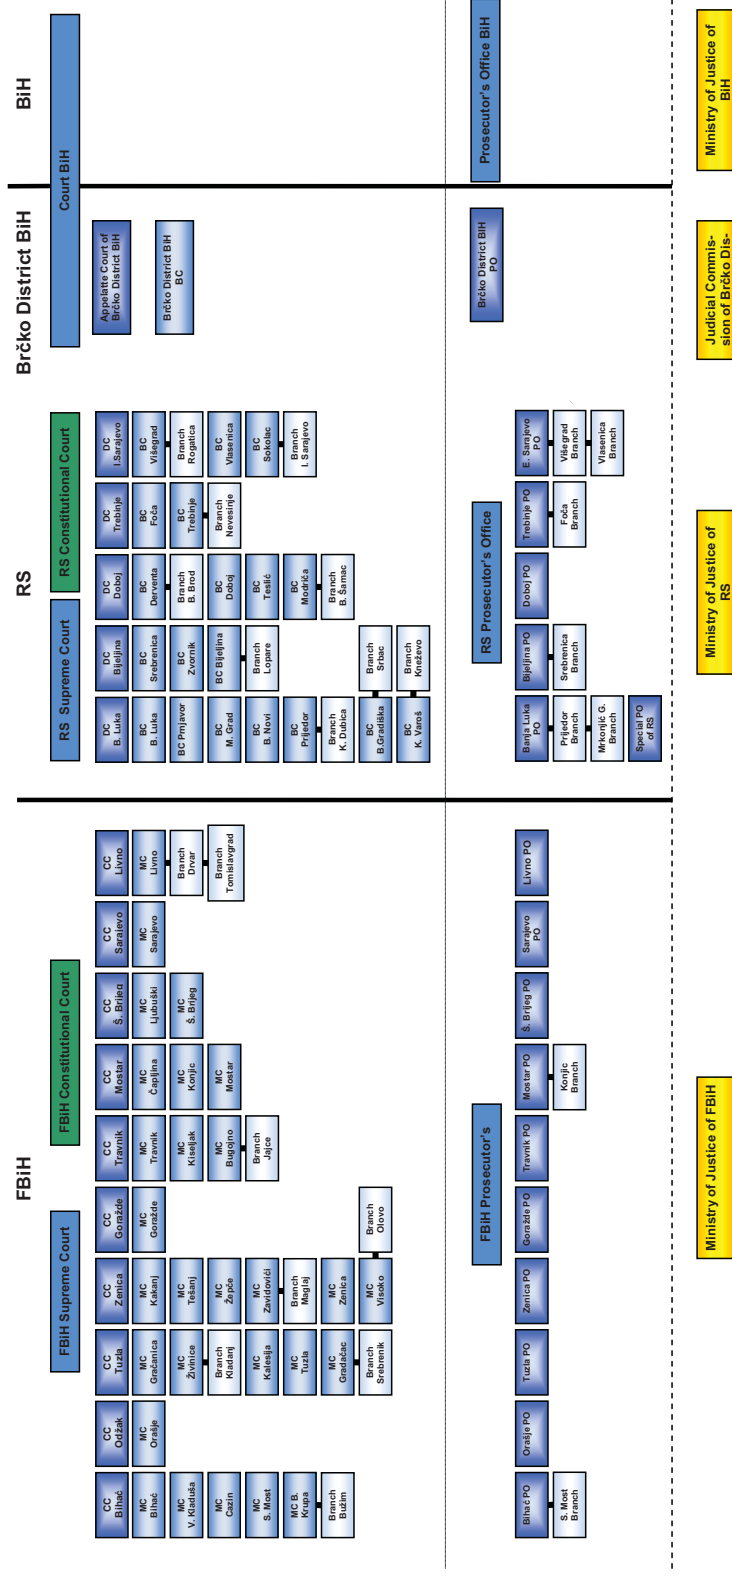 FBiH
RS
Brčko District BiH
BiH
FBiH Supreme Court
FBiH Constitutional Court
RS  Supreme Court
RS Constitutional Court
Court BiH
CC
Bihać
MC
Bihać
MC
V. Kladuša
MC
Cazin
MC
S. Most
MC B.
Krupa
Branch
Bužim
CC
Odžak
MC
Orašje
CC
Tuzla
MC
Gračanica
MC
Živinice
Branch
Kladanj
MC
Kalesija
MC
Tuzla
MC
Gradačac
Branch
Srebrenik
CC
Zenica
MC
Kakanj
MC
Tešanj
MC
Žepče
MC
Zavidovići
Branch
Maglaj
MC
Zenica
MC
Visoko
Branch
Olovo
CC
Goražde
MC
Goražde
CC
Travnik
MC
Travnik
MC
Kiseljak
MC
Bugojno
Branch
Jajce
CC
Mostar
MC
Čapljina
MC
Konjic
MC
Mostar
CC
Š. Brijeg
MC
Ljubuški
MC
Š. Brijeg
CC
Sarajevo
MC
Sarajevo
CC
Livno
MC
Livno
Branch
Drvar
Branch
Tomislavgrad
DC
B. Luka
BC
B. Luka
BC Prnjavor
BC
M. Grad
BC
B. Novi
BC
Prijedor
Branch
K. Dubica
BC
B.Gradiška
Branch
Srbac
BC
K. Varoš
Branch
Kneževo
DC
Bijeljina
BC
Srebrenica
BC
Zvornik
BC Bijeljina
Branch
Lopare
DC
Doboj
BC
Derventa
Branch
B. Brod
BC
Doboj
BC
Teslić
BC
Modriča
Branch
B. Šamac
DC
Trebinje
BC
Foča
BC
Trebinje
Branch
Nevesinje
DC
I.Sarajevo
BC
Višegrad
Branch
Rogatica
BC
Vlasenica
BC
Sokolac
Branch
I. Sarajevo
Appelatte Court of
Brčko District BiH
Brčko District BiH
BC
FBiH Prosecutor's
RS Prosecutor's Office
Brčko District BiH
PO
Prosecutor's Office BiH
Bihać PO
S. Most
Branch
Orašje PO
Tuzla PO
Zenica PO
Goražde PO
Travnik PO
Mostar PO
Konjic
Branch
Š. Brijeg PO
Sarajevo
PO
Livno PO
Banja Luka
PO
Prijedor
Branch
Mrkonjić G.
Branch
Special PO
of RS
Bijeljina PO
Srebrenica
Branch
Doboj PO
Trebinje PO
Foča
Branch
E. Sarajevo
PO
Višegrad
Branch
Vlasenica
Branch
Ministry of Justice of FBiH
Ministry of Justice of
RS
Judicial Commis-
sion of Brčko Dis-
Ministry of Justice of
BiH